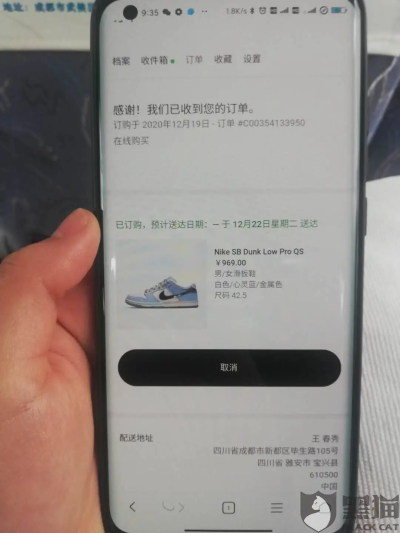 地址：成都市武侯
9:35
1.8K/s
档案 收件箱 订单 收藏 设置
感谢！我们已收到您的订单。
订购于 2020年12月19日 - 订单 #C00354133950
在线购买
已订购，预计送达日期：– 于 12月22日星期二 送达
Nike SB Dunk Low Pro QS
￥969.00
男/女滑板鞋
白色/心灵蓝/金属色
尺码 42.5
取消
配送地址
王 春秀
四川省成都市新都区毕生路105号
四川省 雅安市 宝兴县
610500
中国
1
黑猫
BLACK CAT